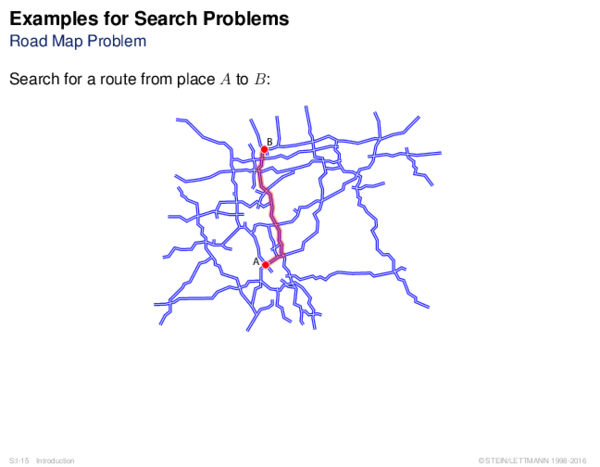 Examples for Search Problems
Road Map Problem
Search for a route from place A to B:
B
A
S:I-15 Introduction
©STEIN/LETTMANN 1998-2016